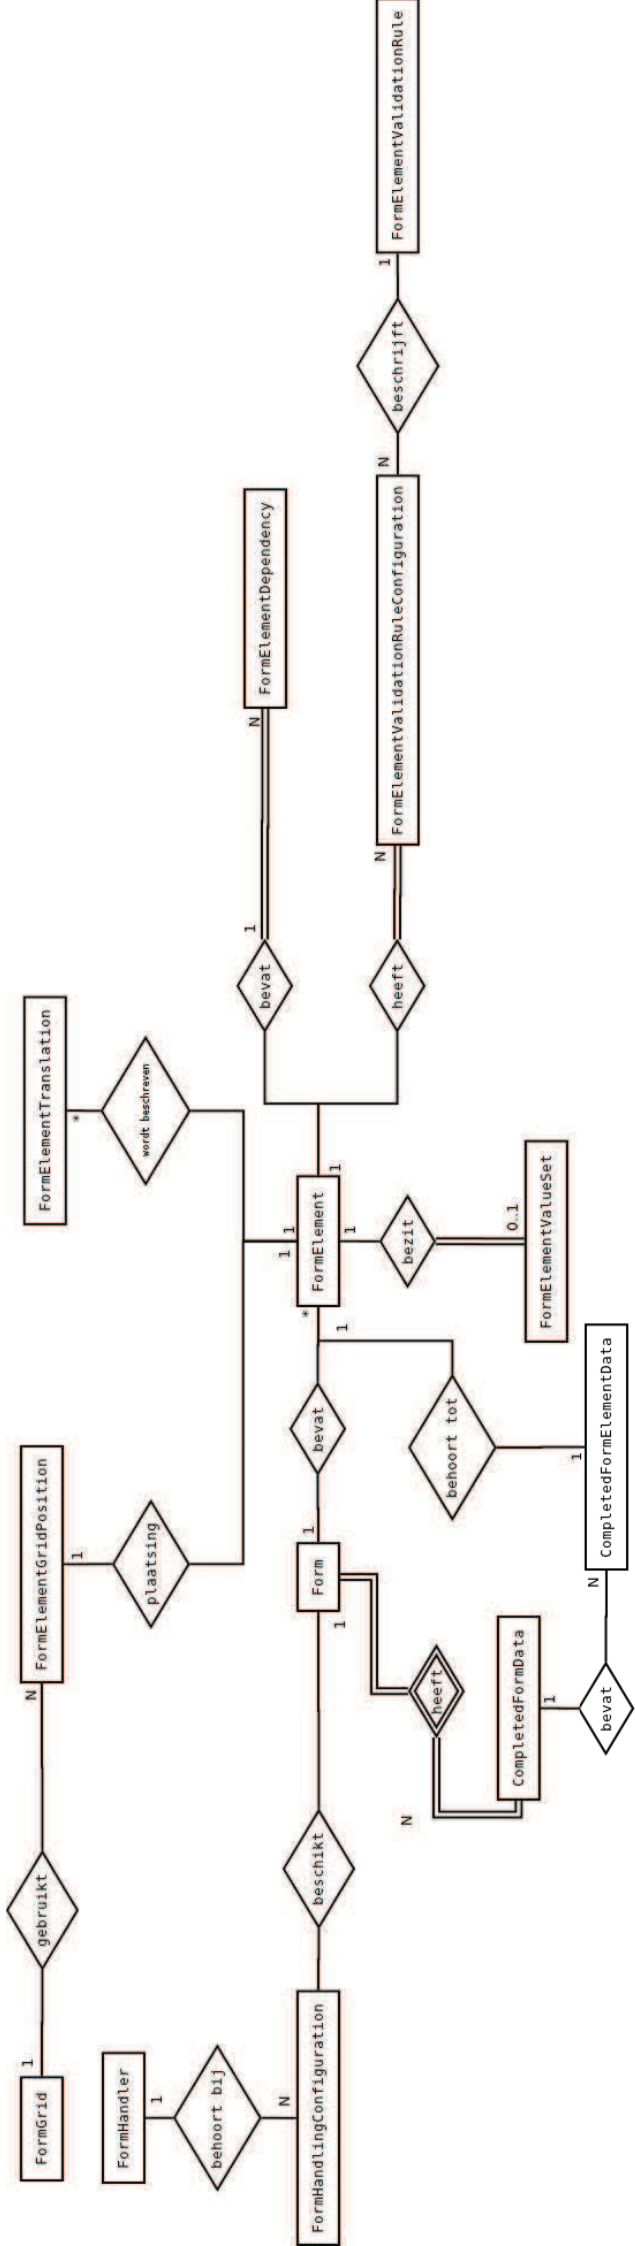 FormGrid
1
gebruikt
N
FormElementGridPosition
1
plaatsing
FormElementTranslation
*
wordt beschreven
FormHandler
1
behoort bij
N
FormHandlingConfiguration
beschikt
1
Form
1
bevat
*
FormElement
1
1
1
1
1
bevat
1
N
FormElementDependency
heeft
N
FormElementValidationRuleConfiguration
N
beschrijft
1
FormElementValidationRule
bezit
0..1
FormElementValueSet
behoort tot
1
CompletedFormElementData
N
bevat
1
CompletedFormData
N
heeft
1